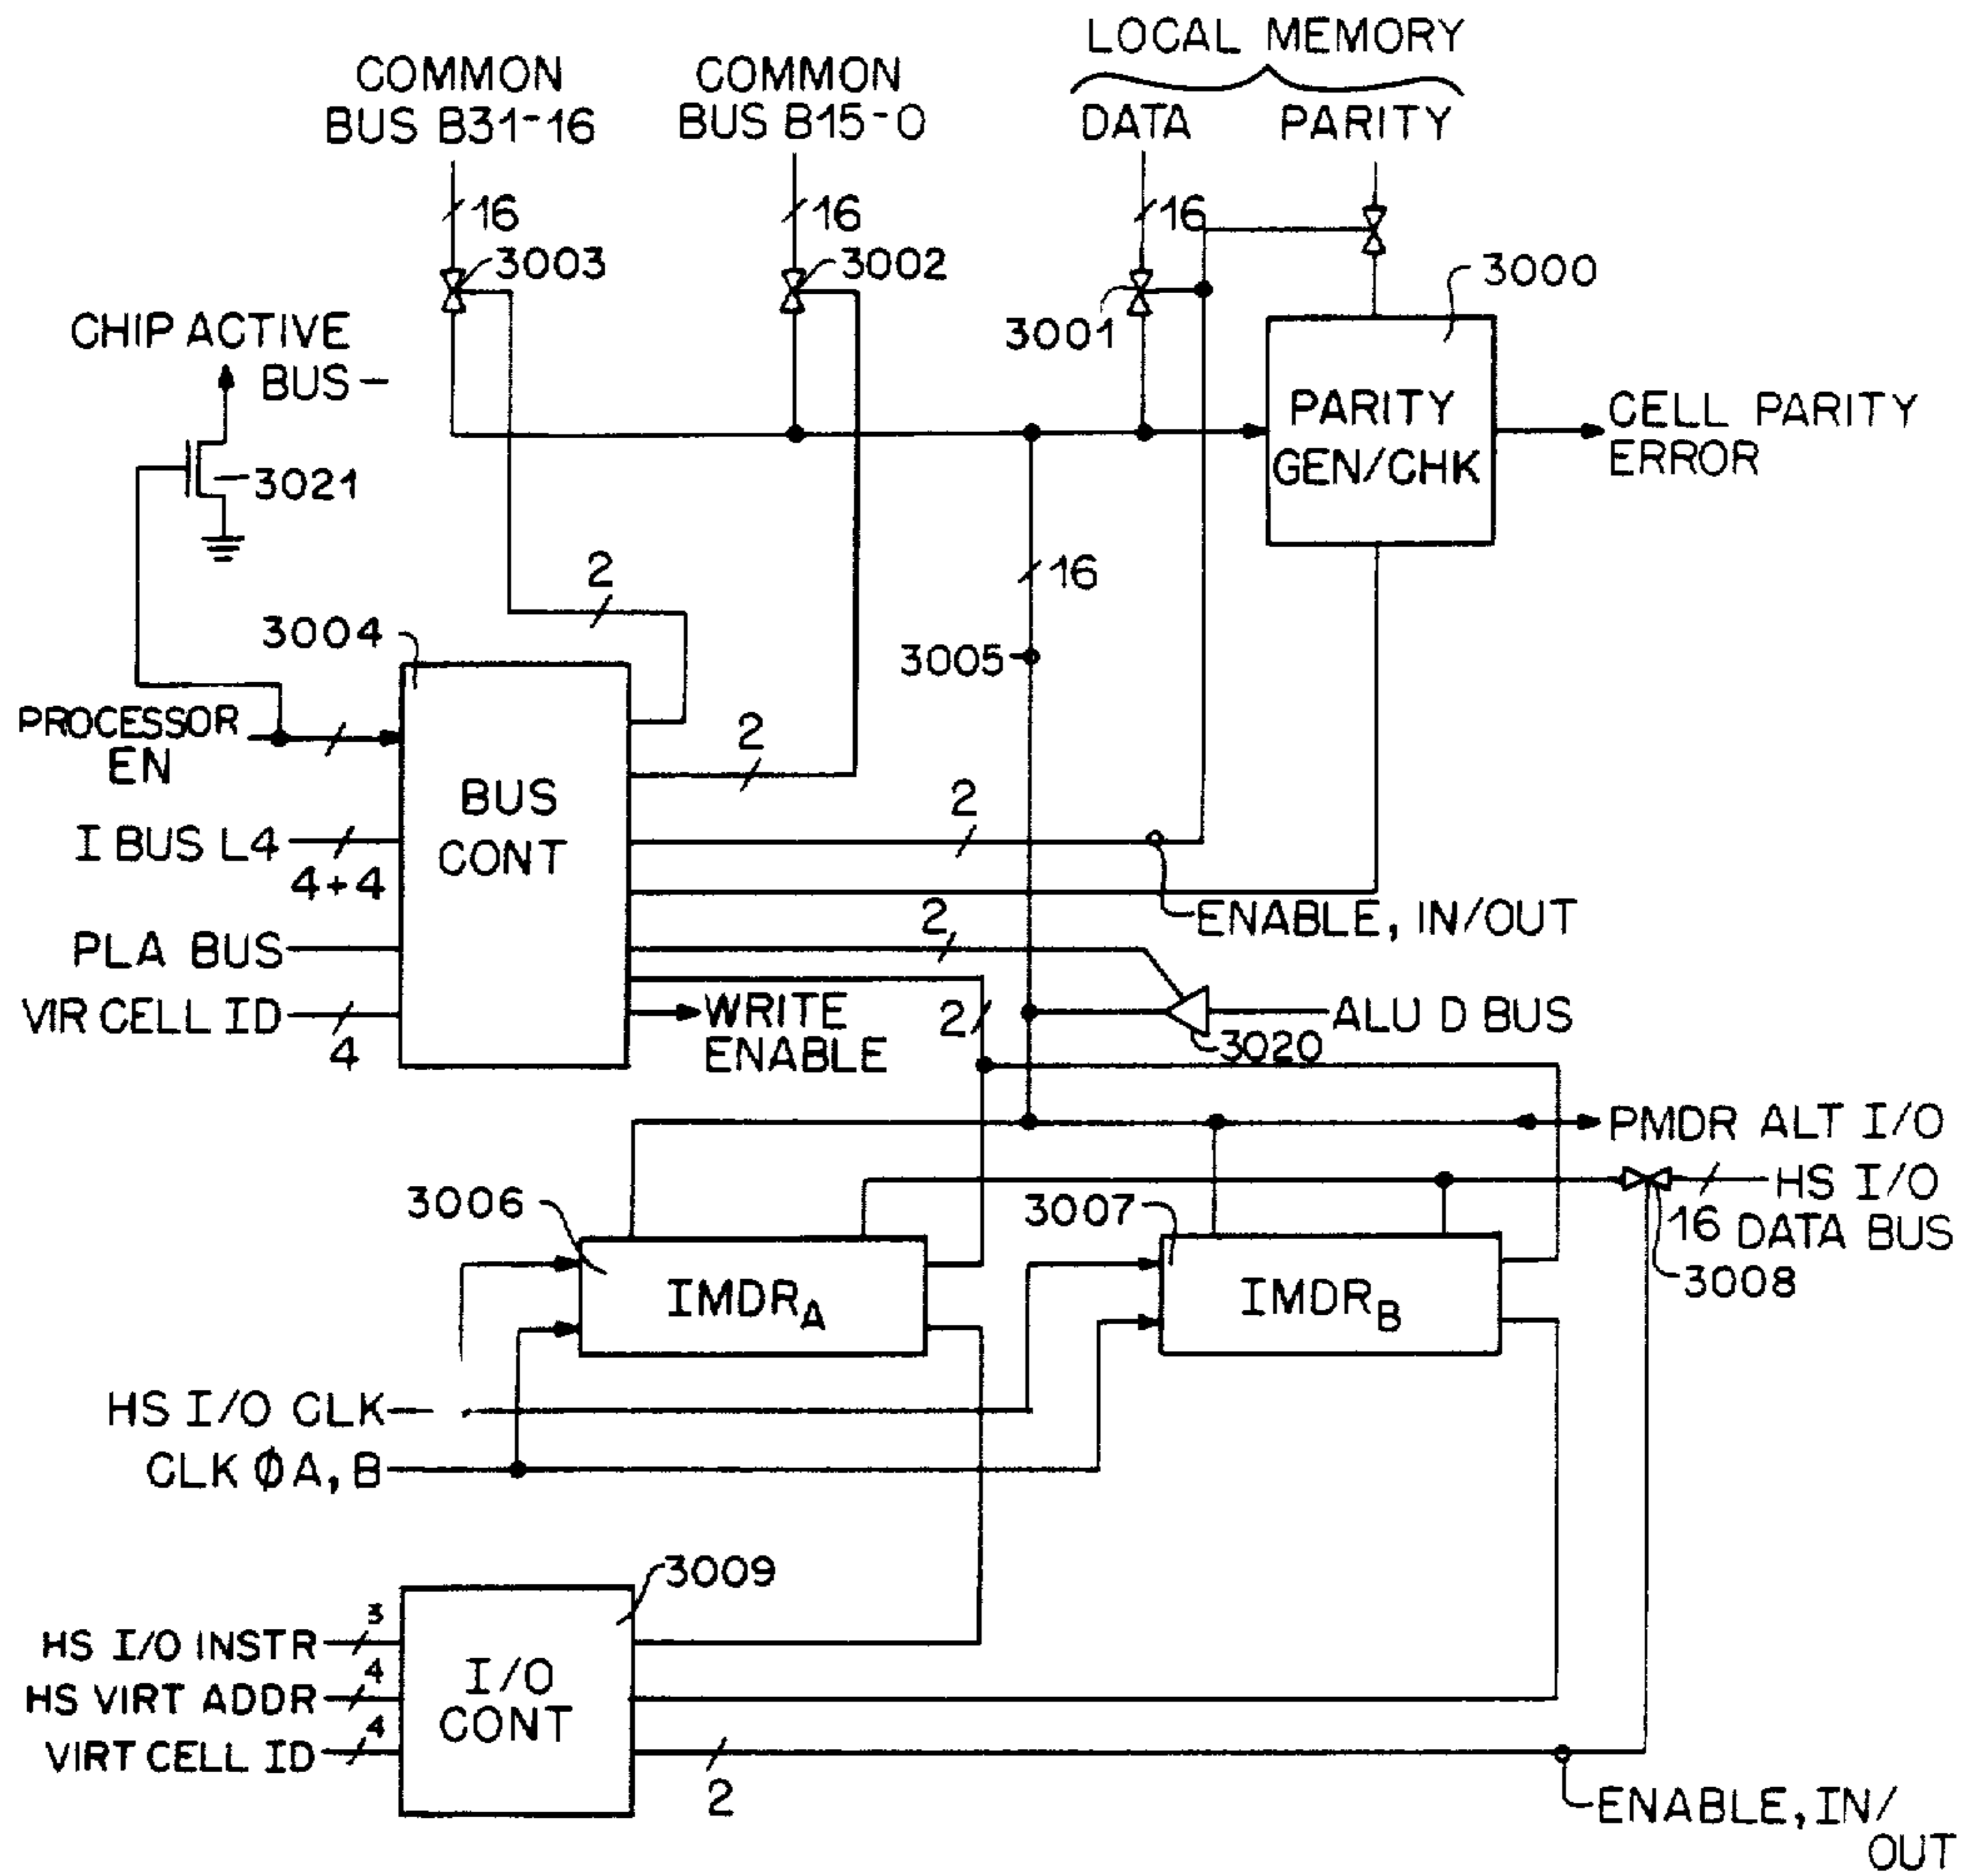 LOCAL MEMORY
COMMON
BUS B31-16
COMMON
BUS B15-0
DATA
PARITY
16
16
16
3003
3002
3001
3000
CHIP ACTIVE
BUS-
3021
PARITY
GEN/CHK
CELL PARITY
ERROR
2
16
3004
3005
PROCESSOR
EN
2
BUS
CONT
2
I BUS L4
4+4
ENABLE, IN/OUT
2
PLA BUS
VIR CELL ID
4
WRITE
ENABLE
2
ALU D BUS
3020
PMDR ALT I/O
HS I/O
DATA BUS
16
3008
3006
IMDRA
3007
IMDRB
HS I/O CLK
CLK ΦA, B
3009
HS I/O INSTR
3
HS VIRT ADDR
4
VIRT CELL ID
4
I/O
CONT
2
ENABLE, IN/
OUT